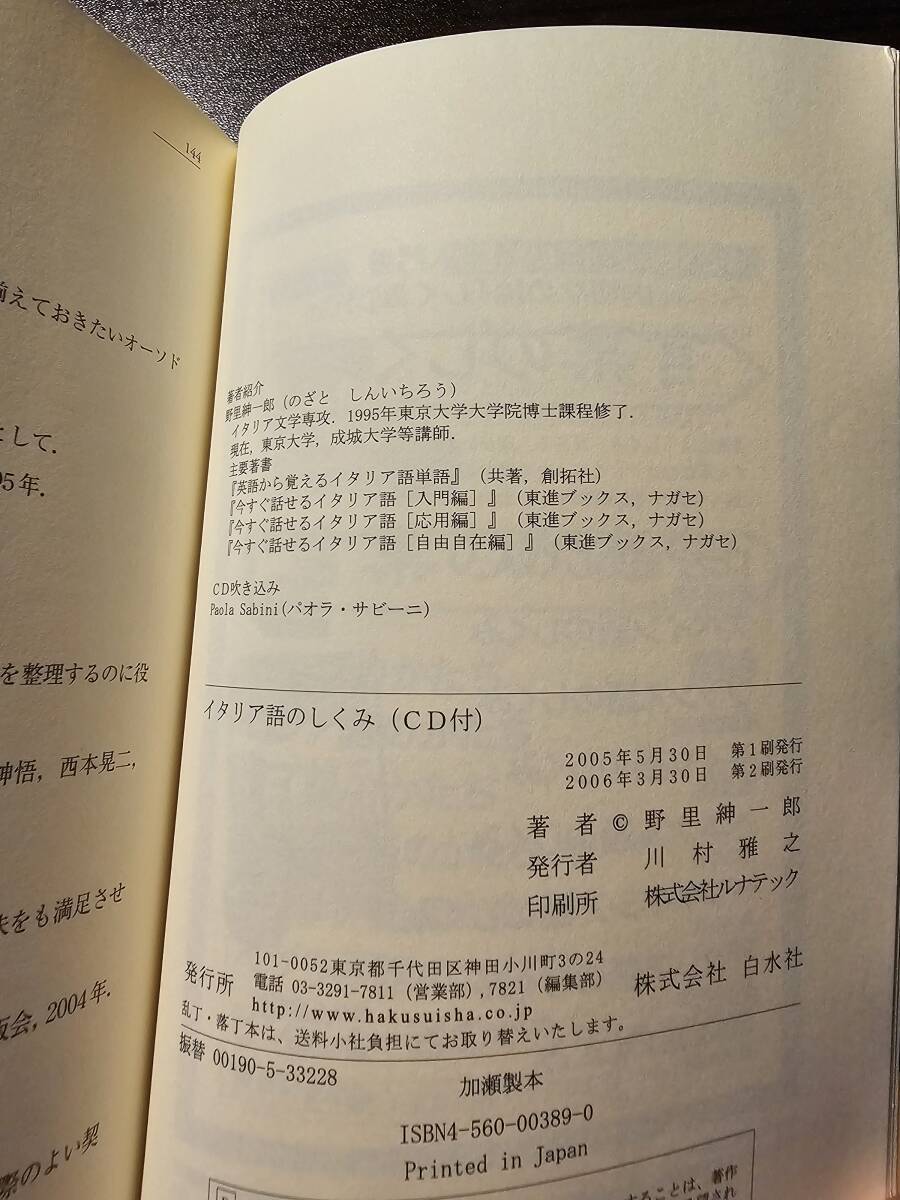 144
揃えておきたいオーソド
として.
95年.
を整理するのに役
神悟, 西本晃二,
夫をも満足させ
版会, 2004年.
際のよい契
著者紹介
野里紳一郎(のざと しんいちろう)
イタリア文学専攻. 1995年東京大学大学院博士課程修了.
現在, 東京大学, 成城大学等講師.
主要著書
『英語から覚えるイタリア語単語』(共著, 創拓社)
『今すぐ話せるイタリア語[入門編]』(東進ブックス, ナガセ)
『今すぐ話せるイタリア語[応用編]』(東進ブックス, ナガセ)
『今すぐ話せるイタリア語[自由自在編]』(東進ブックス, ナガセ)
CD吹き込み
Paola Sabini(パオラ・サビーニ)
イタリア語のしくみ(CD付)
2005年5月30日 第1刷発行
2006年3月30日 第2刷発行
著者 © 野里紳一郎
発行者 川村雅之
印刷所 株式会社ルナテック
101-0052東京都千代田区神田小川町3の24
発行所 電話 03-3291-7811(営業部),7821(編集部) 株式会社 白水社
http://www.hakusuisha.co.jp
乱丁・落丁本は、送料小社負担にてお取り替えいたします。
振替 00190-5-33228
加瀬製本
ISBN4-560-00389-0
Printed in Japan
することは、著作